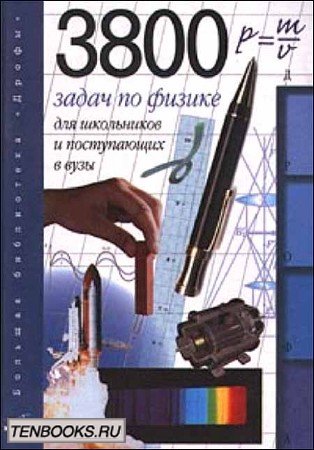 3800
задач по физике
для школьников
и поступающих
в вузы
p=m/v
Большая библиотека «Дрофы»
Д
Р
О
Ф
А
TENBOOKS.RU